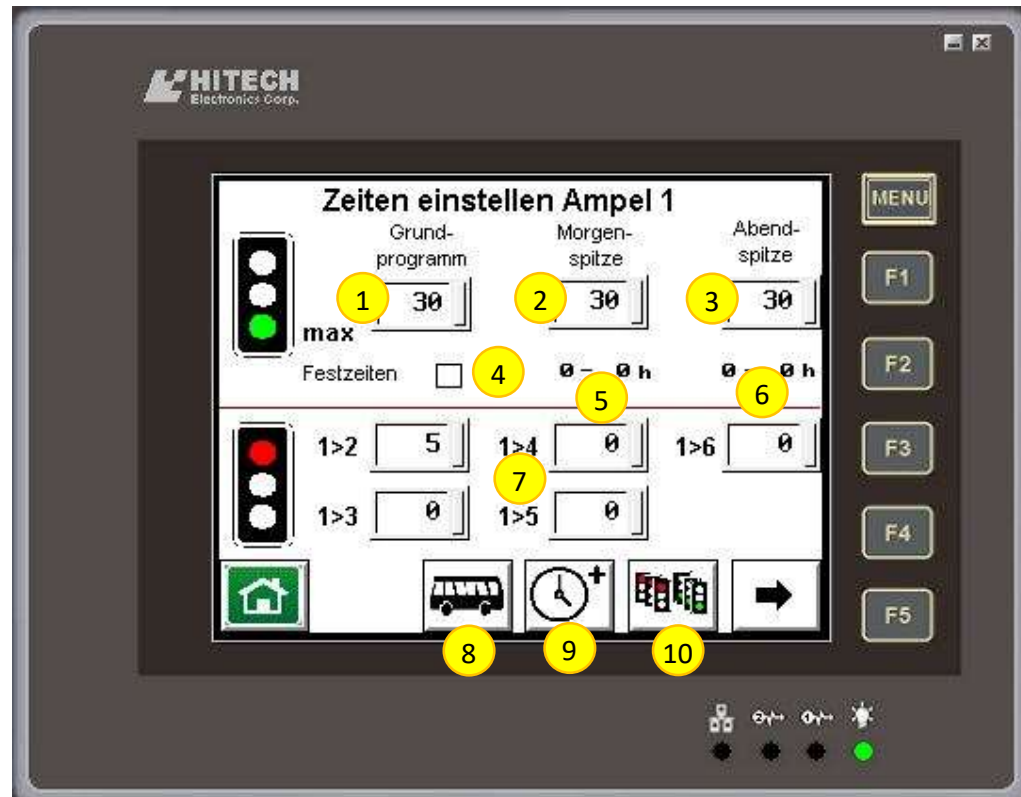 HITECH
Electronics Corp.
MENU
Zeiten einstellen Ampel 1
Grund-
programm
Morgen-
spitze
Abend-
spitze
F1
1
30
2
30
3
30
max
Festzeiten
4
0 - 0 h
0 - 0 h
F2
5
6
1>2
5
1>4
0
1>6
0
F3
7
1>3
0
1>5
0
F4
+
F5
8
9
10